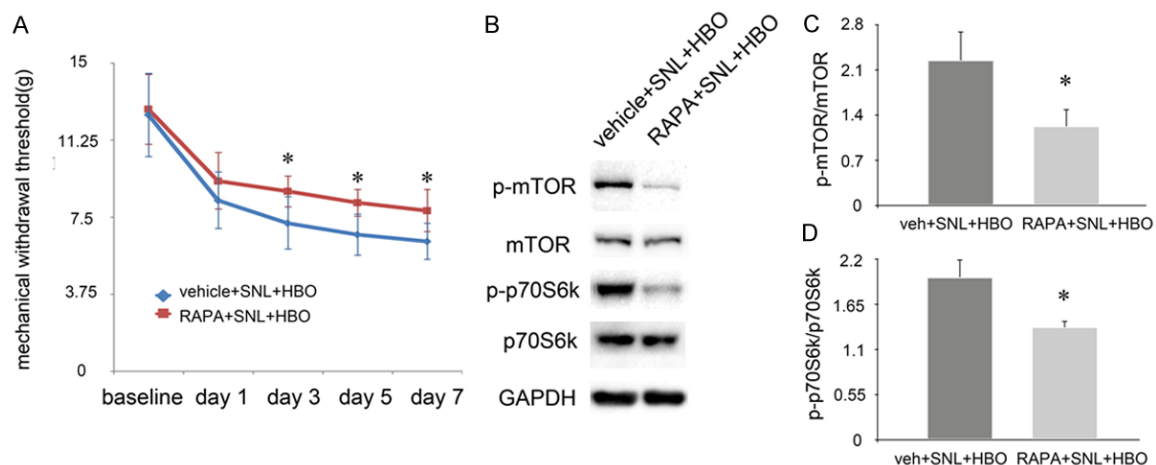 A
mechanical withdrawal threshold(g)
15
11.25
7.5
3.75
0
vehicle+SNL+HBO
RAPA+SNL+HBO
* * *
baseline day 1 day 3 day 5 day 7
B
vehicle+SNL+HBO
RAPA+SNL+HBO
p-mTOR
mTOR
p-p70S6k
p70S6k
GAPDH
C
p-mTOR/mTOR
2.8
2.1
1.4
0.7
0
*
veh+SNL+HBO RAPA+SNL+HBO
D
p-p70S6k/p70S6k
2.2
1.65
1.1
0.55
0
*
veh+SNL+HBO RAPA+SNL+HBO